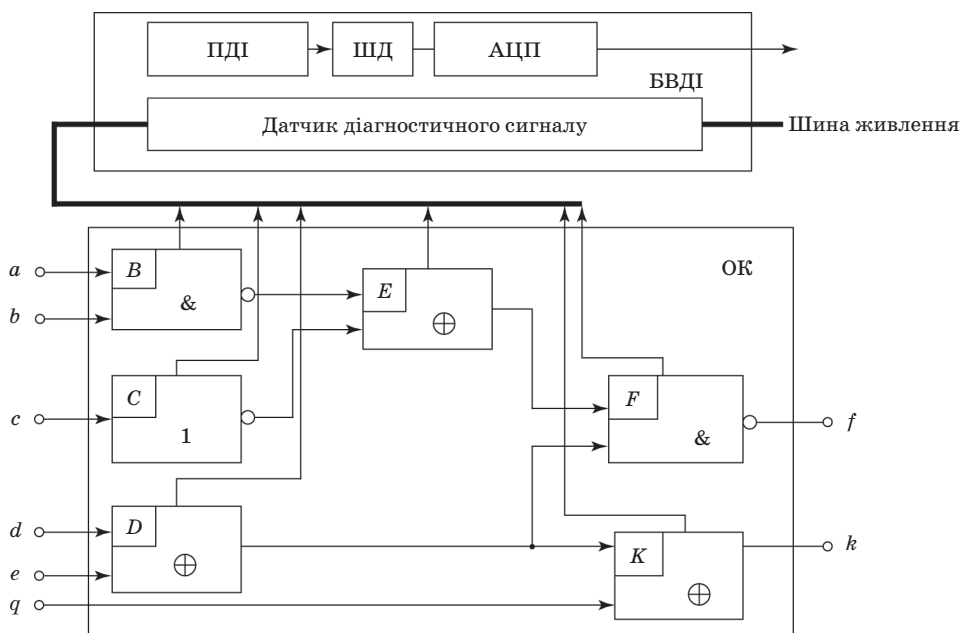 ПДІ ШД АЦП
БВДІ
Датчик діагностичного сигналу
Шина живлення
ОК
a
B
&
b
E
⊕
c
C
1
F
&
f
d
D
⊕
e
K
⊕
k
q